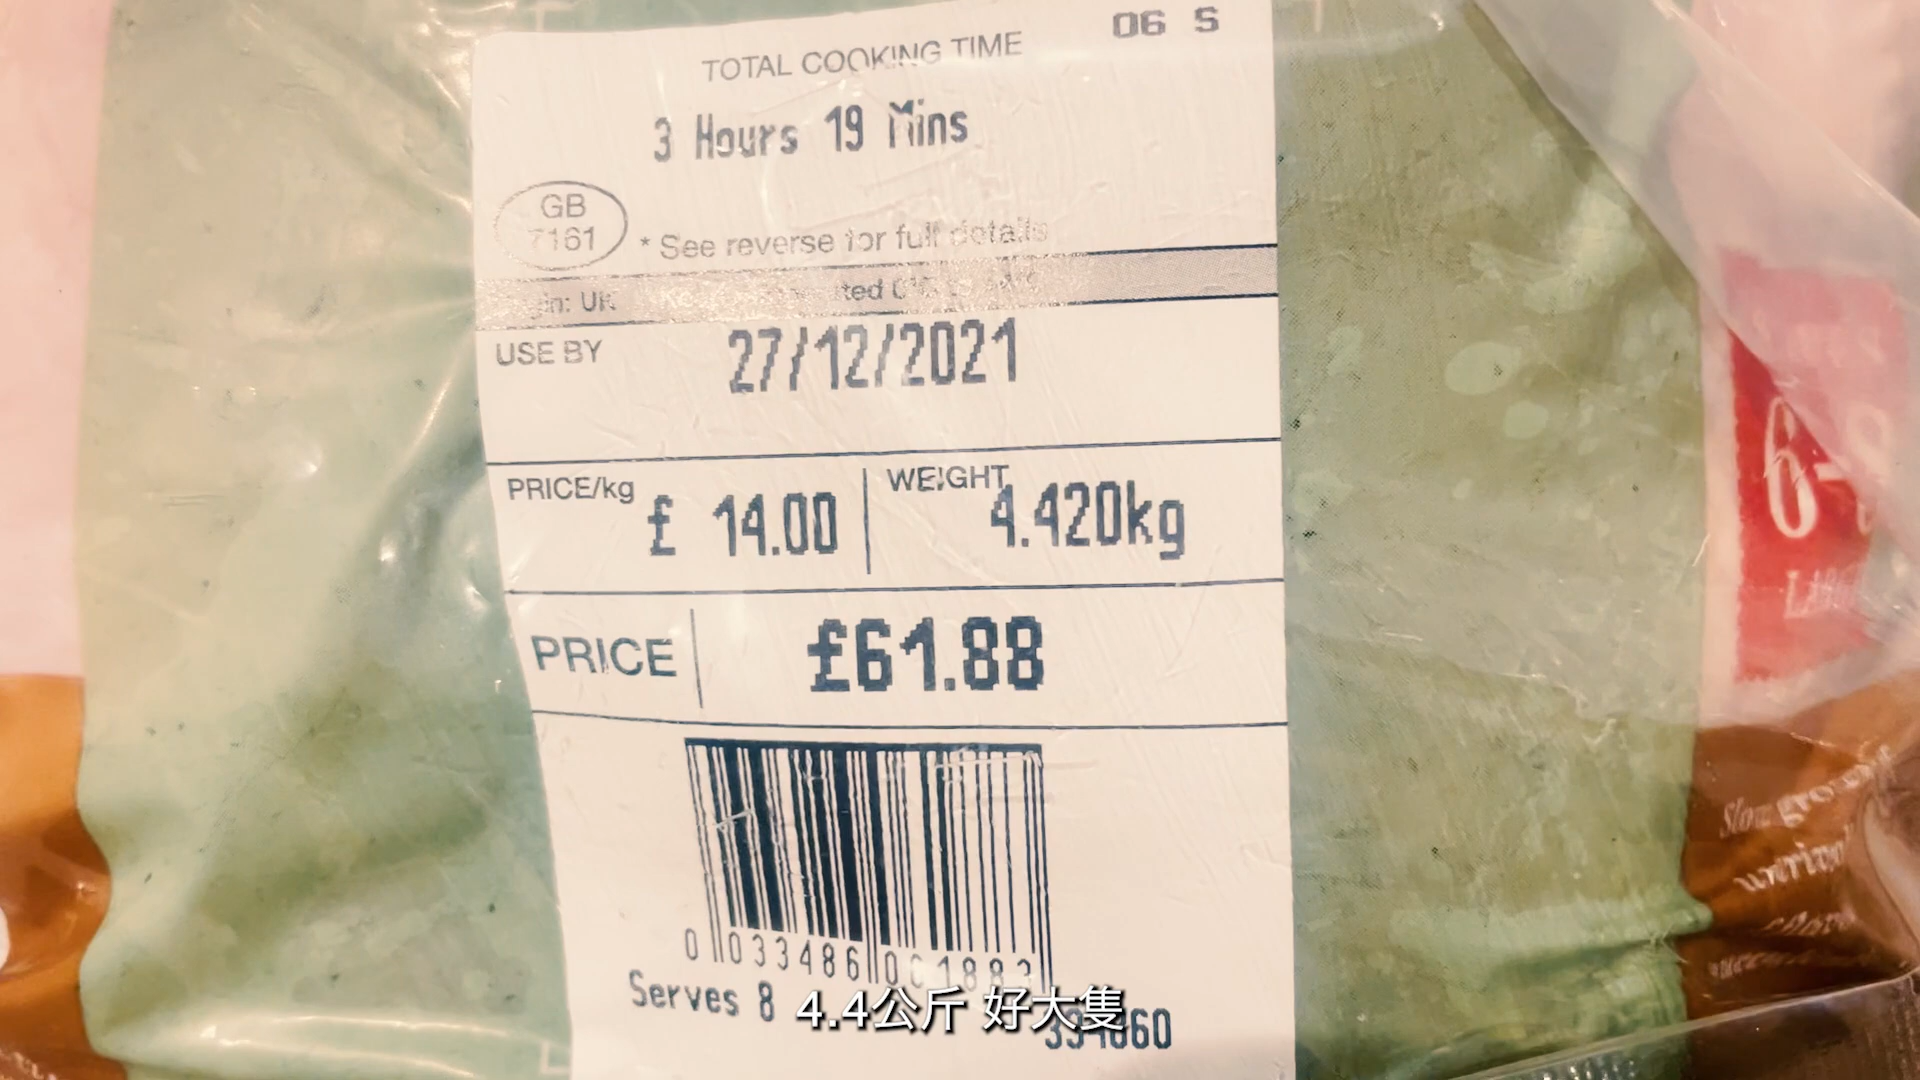 06 S
TOTAL COOKING TIME
3 Hours 19 Mins
GB
7161
* See reverse for full details
UK
USE BY 27/12/2021
PRICE/kg £ 14.00 WEIGHT 4.420kg
PRICE £61.88
0 033486
Serves 8
4.4公斤 好大隻
Slow